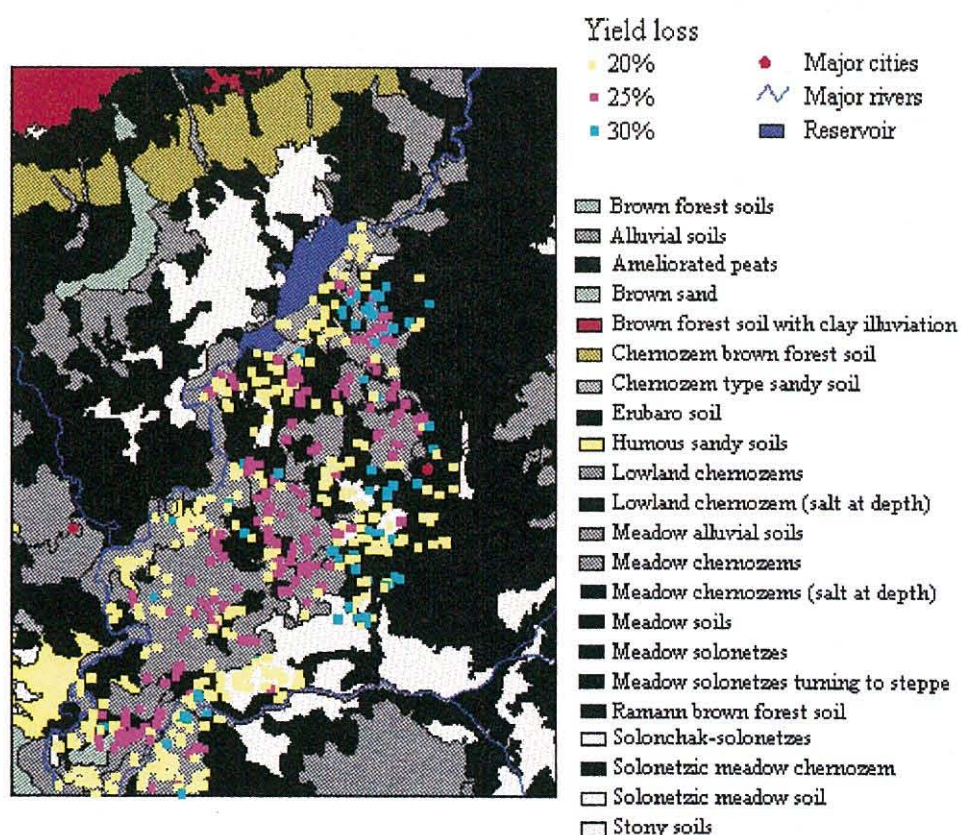 Yield loss
20%
25%
30%
Major cities
Major rivers
Reservoir
Brown forest soils
Alluvial soils
Ameliorated peats
Brown sand
Brown forest soil with clay illuviation
Chernozem brown forest soil
Chernozem type sandy soil
Erubaro soil
Humous sandy soils
Lowland chernozems
Lowland chernozem (salt at depth)
Meadow alluvial soils
Meadow chernozems
Meadow chernozems (salt at depth)
Meadow soils
Meadow solonetzes
Meadow solonetzes turning to steppe
Ramann brown forest soil
Solonchak-solonetzes
Solonetzic meadow chernozem
Solonetzic meadow soil
Stony soils